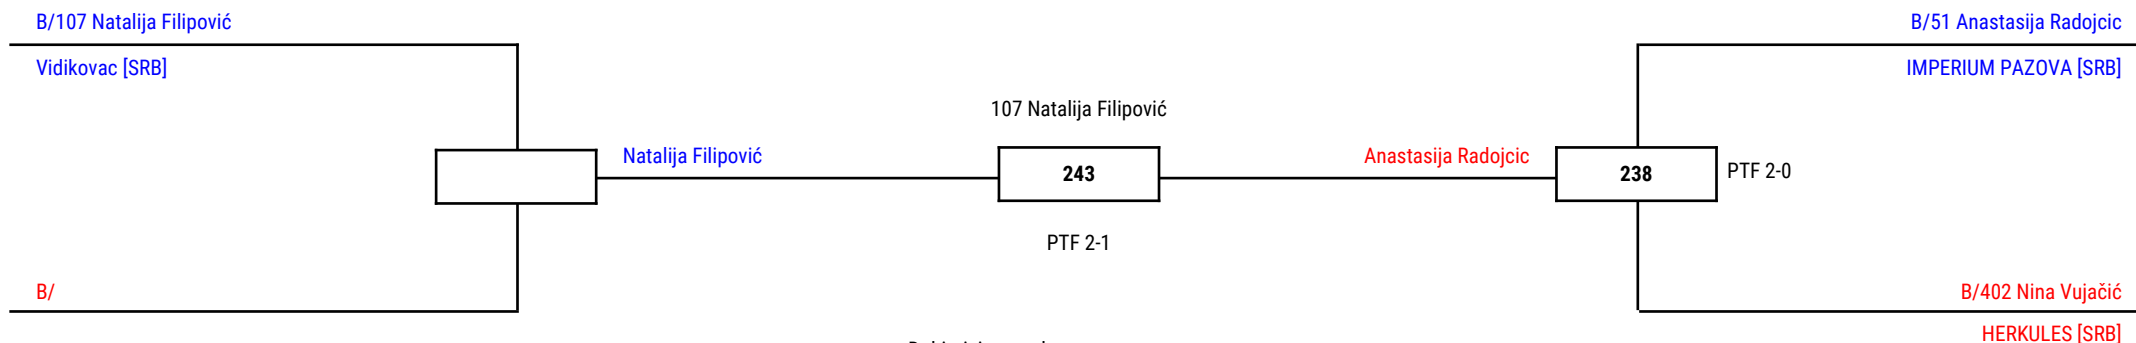 B/107 Natalija Filipović
Vidikovac [SRB]
B/51 Anastasija Radojcic
IMPERIUM PAZOVA [SRB]
107 Natalija Filipović
Natalija Filipović
243
Anastasija Radojcic
238
PTF 2-0
PTF 2-1
B/
B/402 Nina Vujačić
HERKULES [SRB]